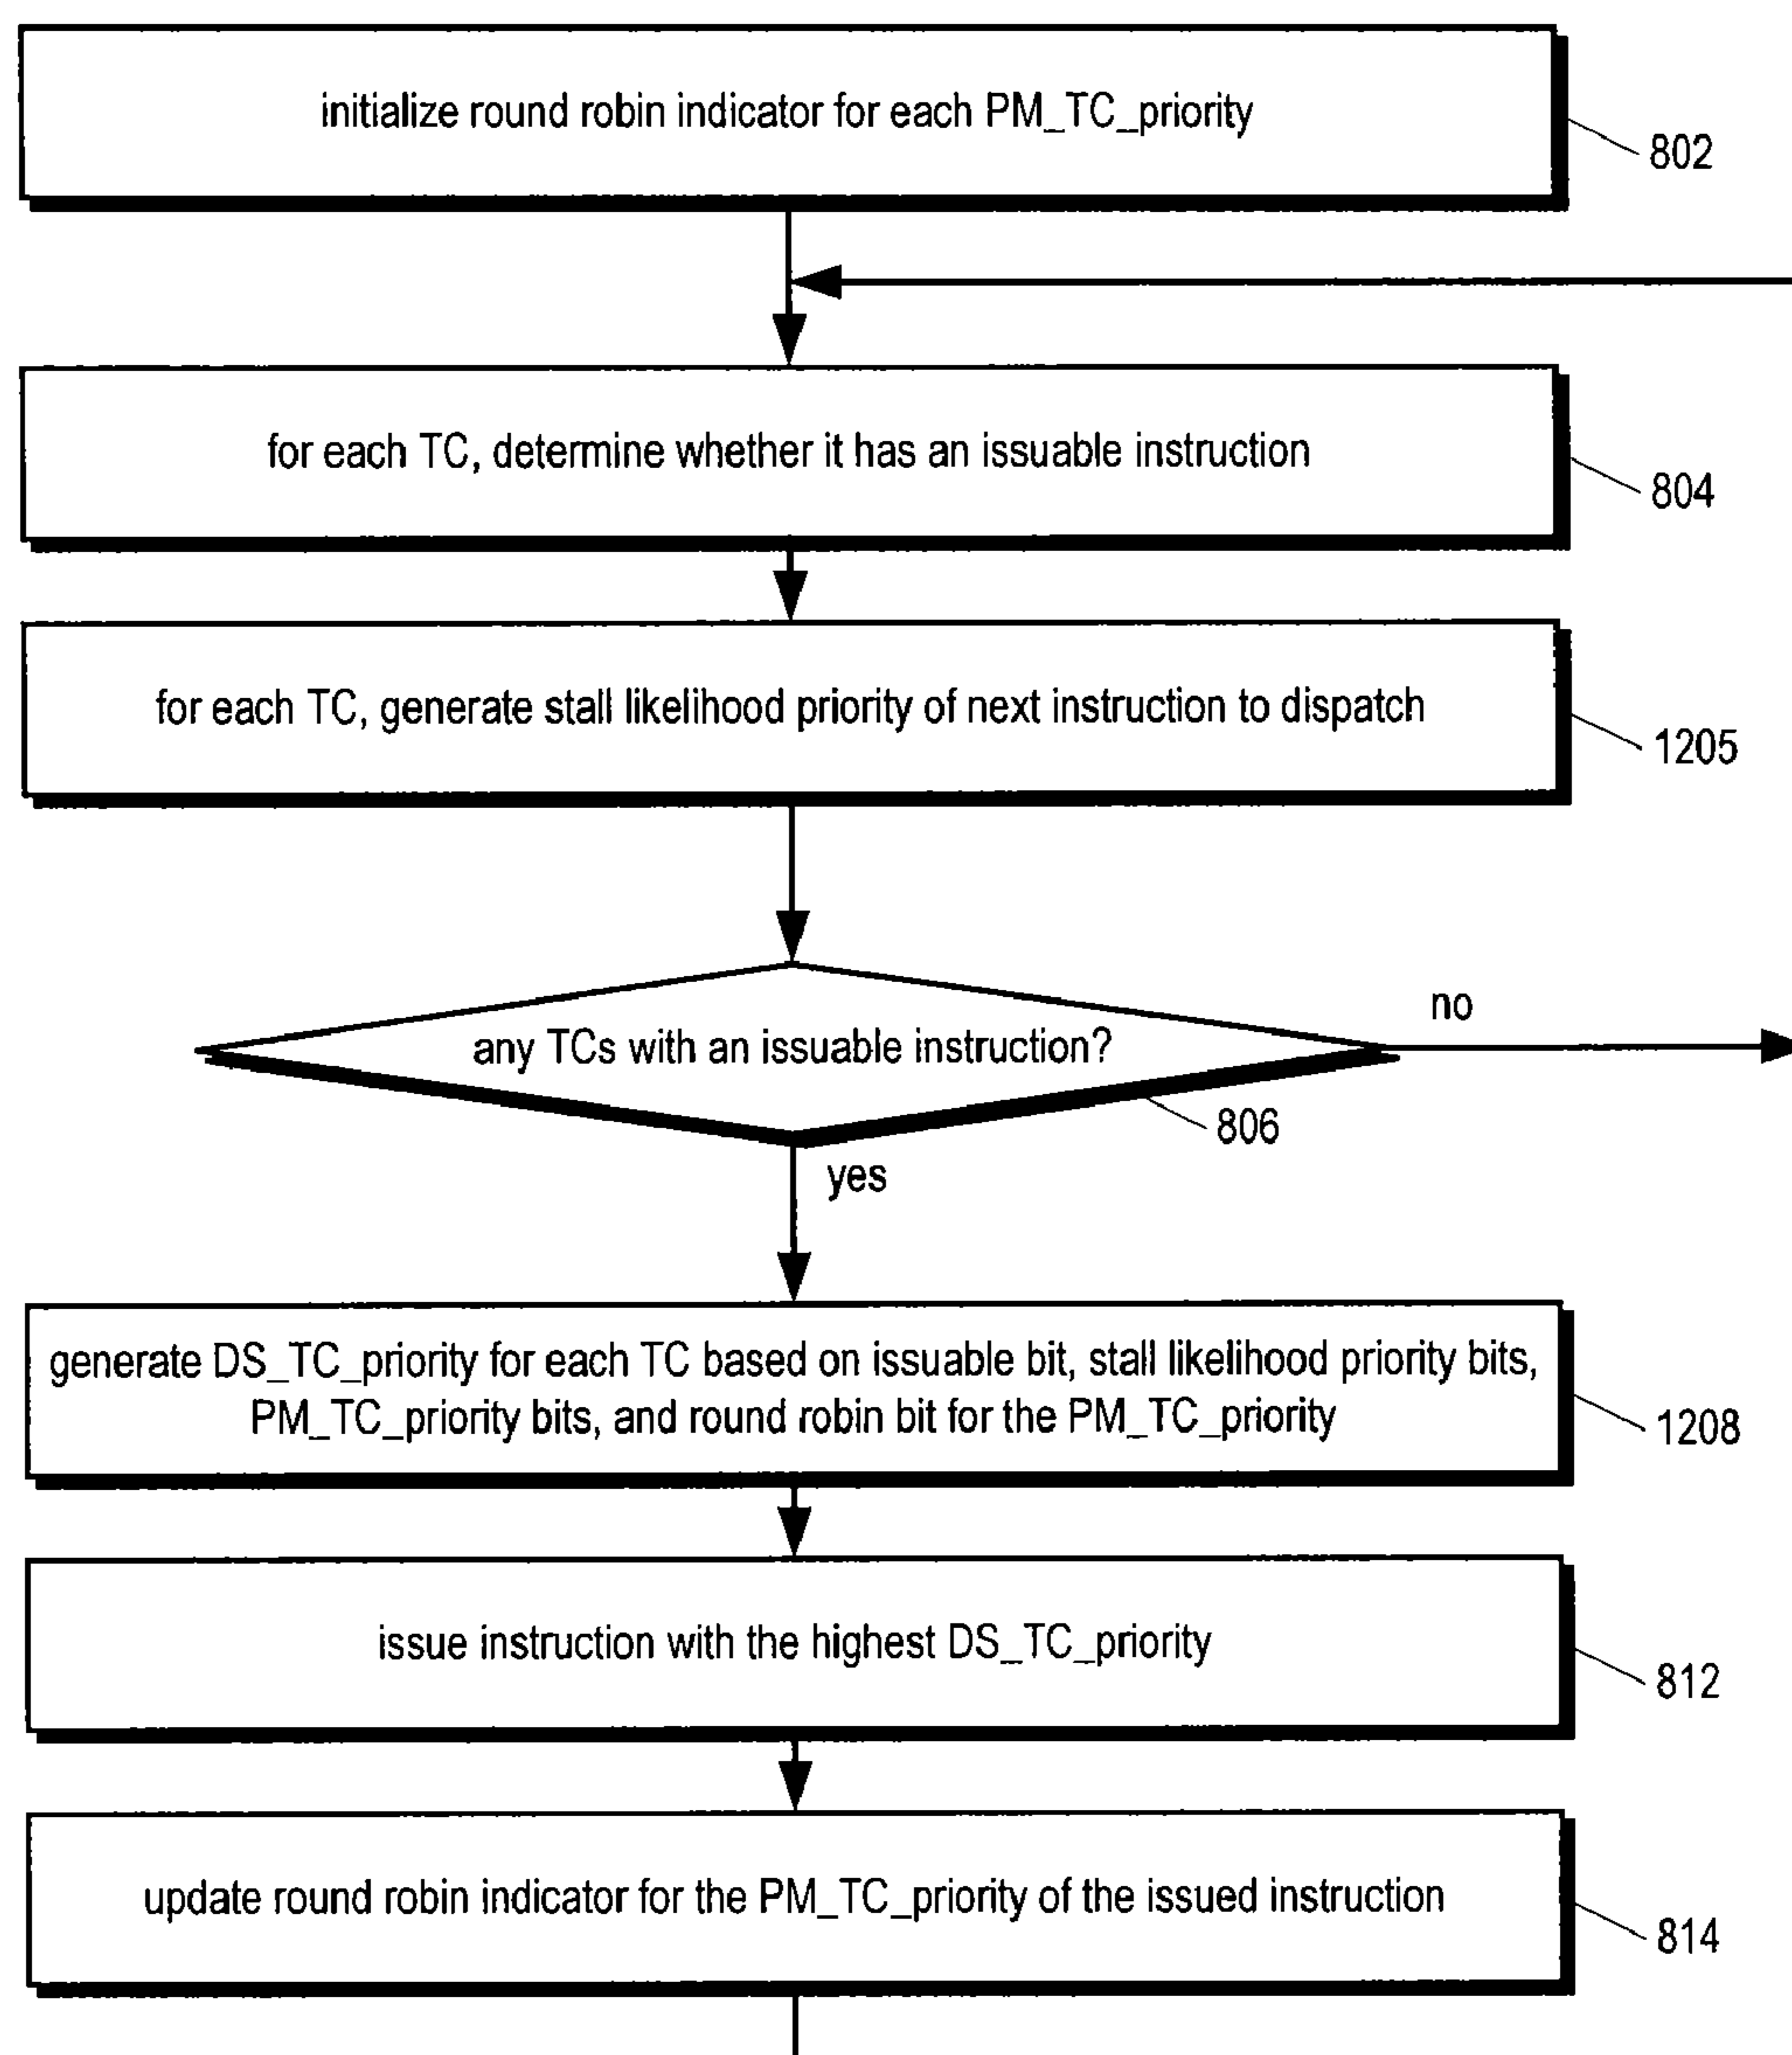 initialize round robin indicator for each PM_TC_priority
802
for each TC, determine whether it has an issuable instruction
804
for each TC, generate stall likelihood priority of next instruction to dispatch
1205
no
any TCs with an issuable instruction?
806
yes
generate DS_TC_priority for each TC based on issuable bit, stall likelihood priority bits,
PM_TC_priority bits, and round robin bit for the PM_TC_priority
1208
issue instruction with the highest DS_TC_priority
812
update round robin indicator for the PM_TC_priority of the issued instruction
814